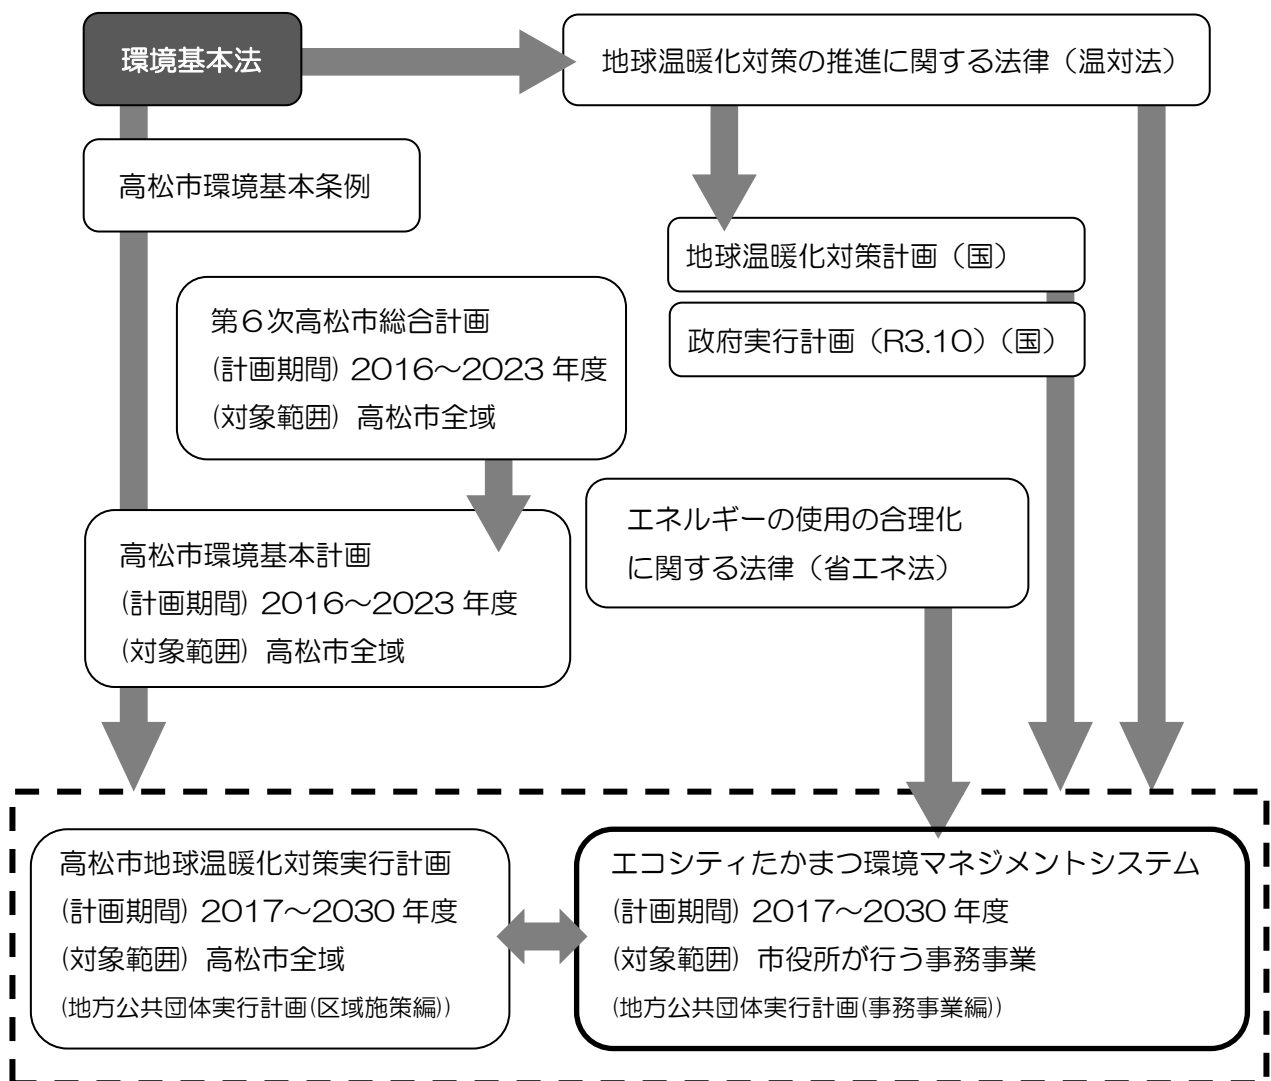 環境基本法
地球温暖化対策の推進に関する法律（温対法）
高松市環境基本条例
地球温暖化対策計画（国）
政府実行計画（R3.10）（国）
第６次高松市総合計画
(計画期間) 2016～2023 年度
(対象範囲) 高松市全域
エネルギーの使用の合理化
に関する法律（省エネ法）
高松市環境基本計画
(計画期間) 2016～2023 年度
(対象範囲) 高松市全域
高松市地球温暖化対策実行計画
(計画期間) 2017～2030 年度
(対象範囲) 高松市全域
(地方公共団体実行計画(区域施策編))
エコシティたかまつ環境マネジメントシステム
(計画期間) 2017～2030 年度
(対象範囲) 市役所が行う事務事業
(地方公共団体実行計画(事務事業編))